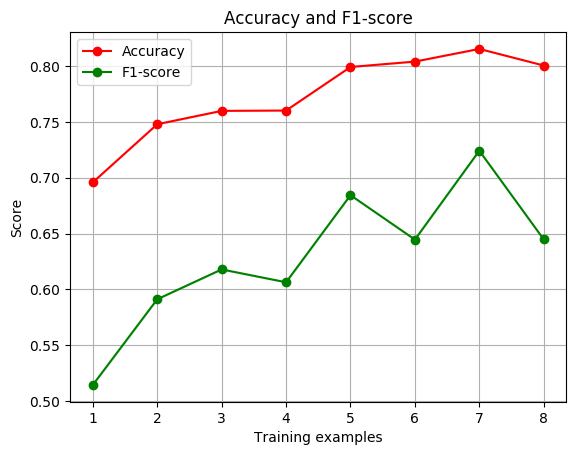 Accuracy and F1-score
Accuracy
F1-score
Score
0.80
0.75
0.70
0.65
0.60
0.55
0.50
1 2 3 4 5 6 7 8
Training examples